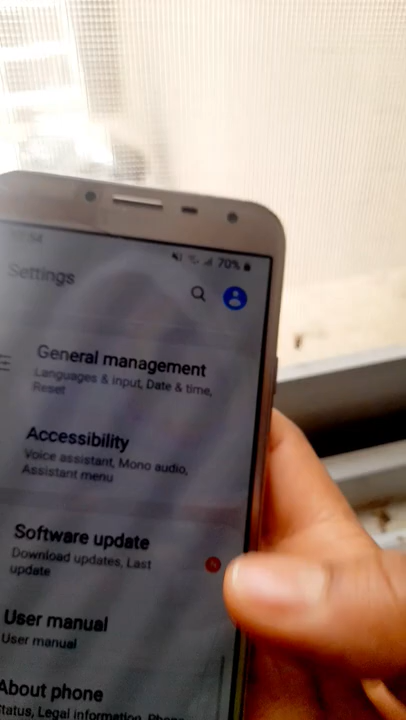 70%
Settings
General management
Languages & input, Date & time,
Reset
Accessibility
Voice assistant, Mono audio,
Assistant menu
Software update
Download updates, Last
update
User manual
User manual
About phone
Status, Legal information, Phone